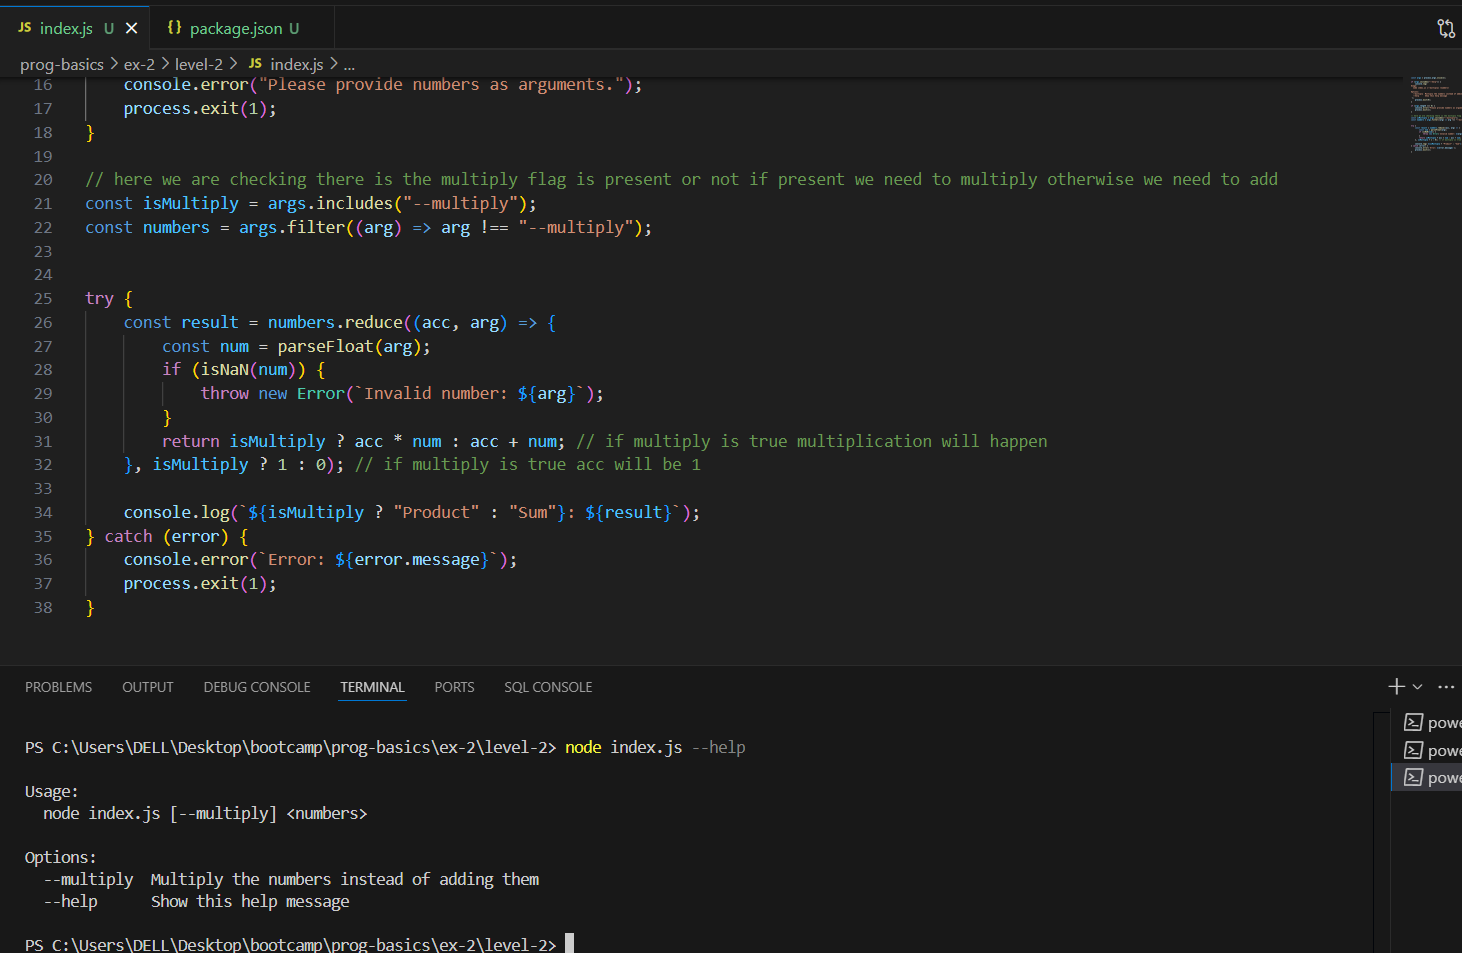 JS index.js U ✕ {} package.json U
prog-basics > ex-2 > level-2 > JS index.js > ...
16 console.error("Please provide numbers as arguments.");
17 process.exit(1);
18 }
19
20 // here we are checking there is the multiply flag is present or not if present we need to multiply otherwise we need to add
21 const isMultiply = args.includes("--multiply");
22 const numbers = args.filter((arg) => arg !== "--multiply");
23
24
25 try {
26 const result = numbers.reduce((acc, arg) => {
27 const num = parseFloat(arg);
28 if (isNaN(num)) {
29 throw new Error(`Invalid number: ${arg}`);
30 }
31 return isMultiply ? acc * num : acc + num; // if multiply is true multiplication will happen
32 }, isMultiply ? 1 : 0); // if multiply is true acc will be 1
33
34 console.log(`${isMultiply ? "Product" : "Sum"}: ${result}`);
35 } catch (error) {
36 console.error(`Error: ${error.message}`);
37 process.exit(1);
38 }
PROBLEMS OUTPUT DEBUG CONSOLE TERMINAL PORTS SQL CONSOLE
powe
powe
powe
PS C:\Users\DELL\Desktop\bootcamp\prog-basics\ex-2\level-2> node index.js --help
Usage:
node index.js [--multiply] <numbers>
Options:
--multiply Multiply the numbers instead of adding them
--help Show this help message
PS C:\Users\DELL\Desktop\bootcamp\prog-basics\ex-2\level-2>